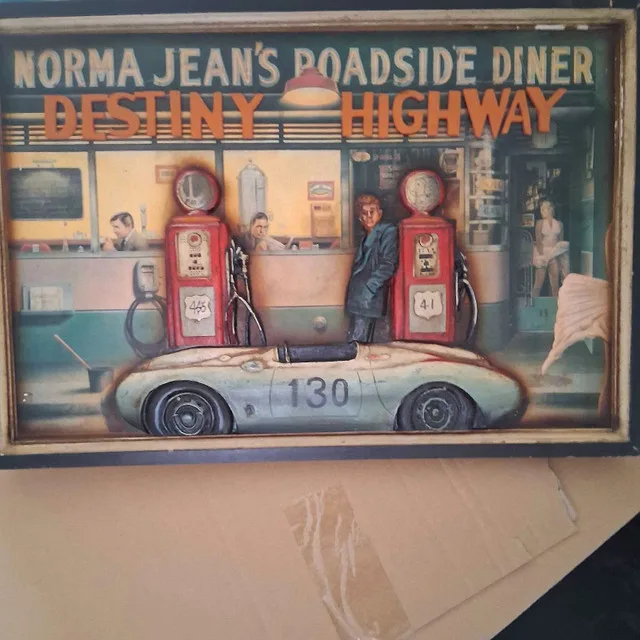 NORMA JEAN'S ROADSIDE DINER
DESTINY HIGHWAY
130
41